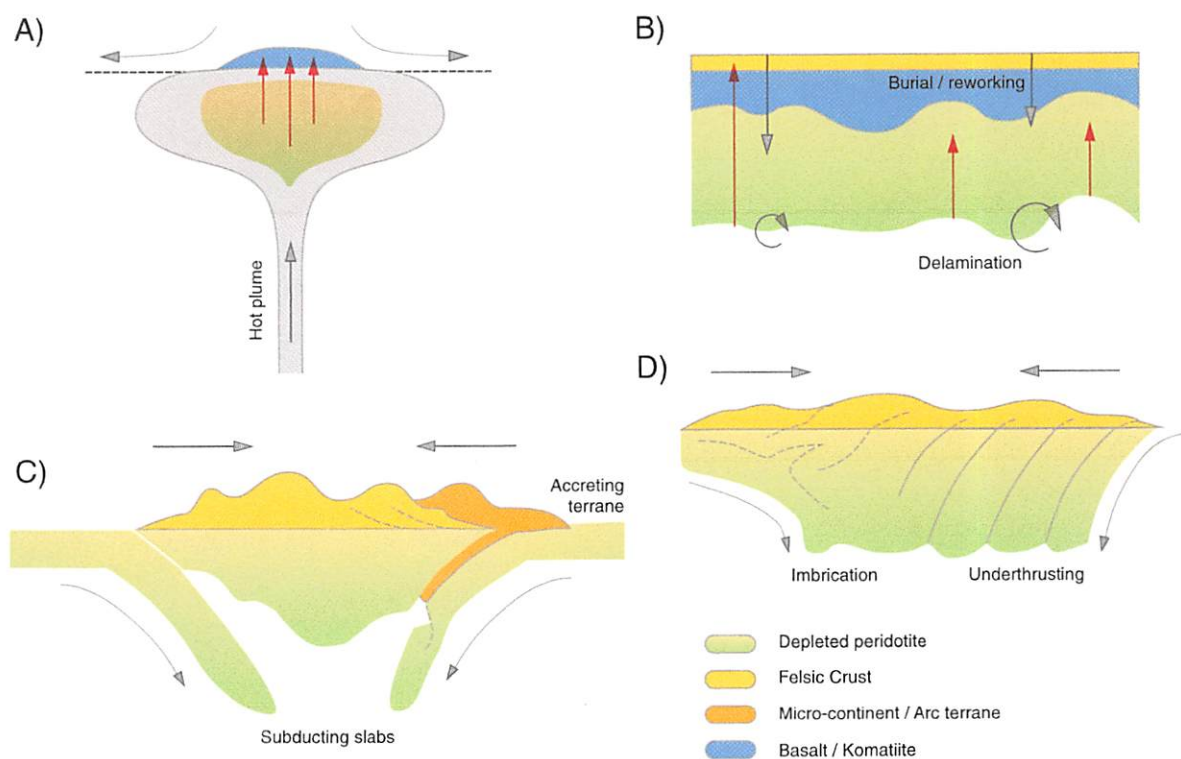 A)
Hot plume
B)
Burial / reworking
Delamination
C)
Accreting
terrane
Subducting slabs
D)
Imbrication
Underthrusting
Depleted peridotite
Felsic Crust
Micro-continent / Arc terrane
Basalt / Komatiite